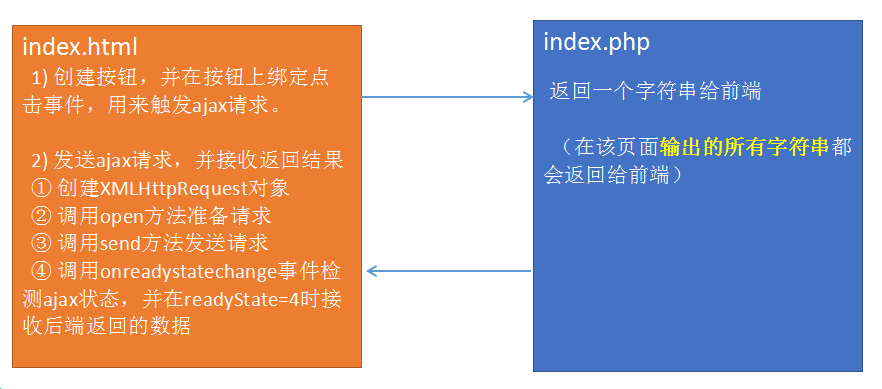 index.html
1) 创建按钮，并在按钮上绑定点
击事件，用来触发ajax请求。
2) 发送ajax请求，并接收返回结果
① 创建XMLHttpRequest对象
② 调用open方法准备请求
③ 调用send方法发送请求
④ 调用onreadystatechange事件检
测ajax状态，并在readyState=4时接
收后端返回的数据
index.php
返回一个字符串给前端
（在该页面输出的所有字符串都
会返回给前端）